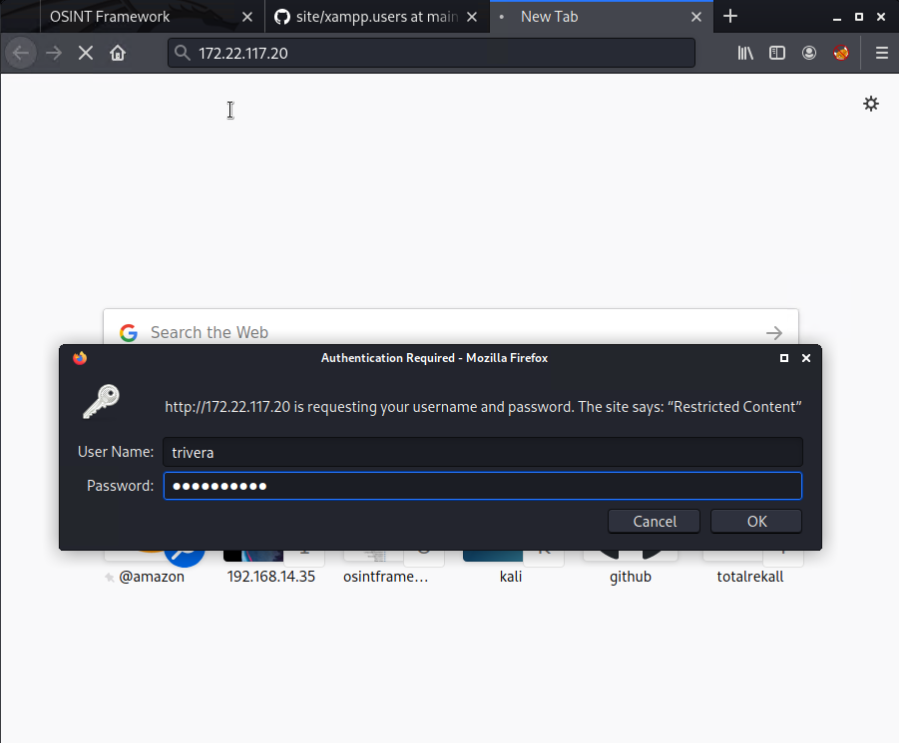 OSINT Framework
site/xampp.users at main
New Tab
172.22.117.20
Search the Web
Authentication Required - Mozilla Firefox
http://172.22.117.20 is requesting your username and password. The site says: “Restricted Content”
User Name: trivera
Password: ●●●●●●●●●●
Cancel OK
@amazon 192.168.14.35 osintframe… kali github totalrekall